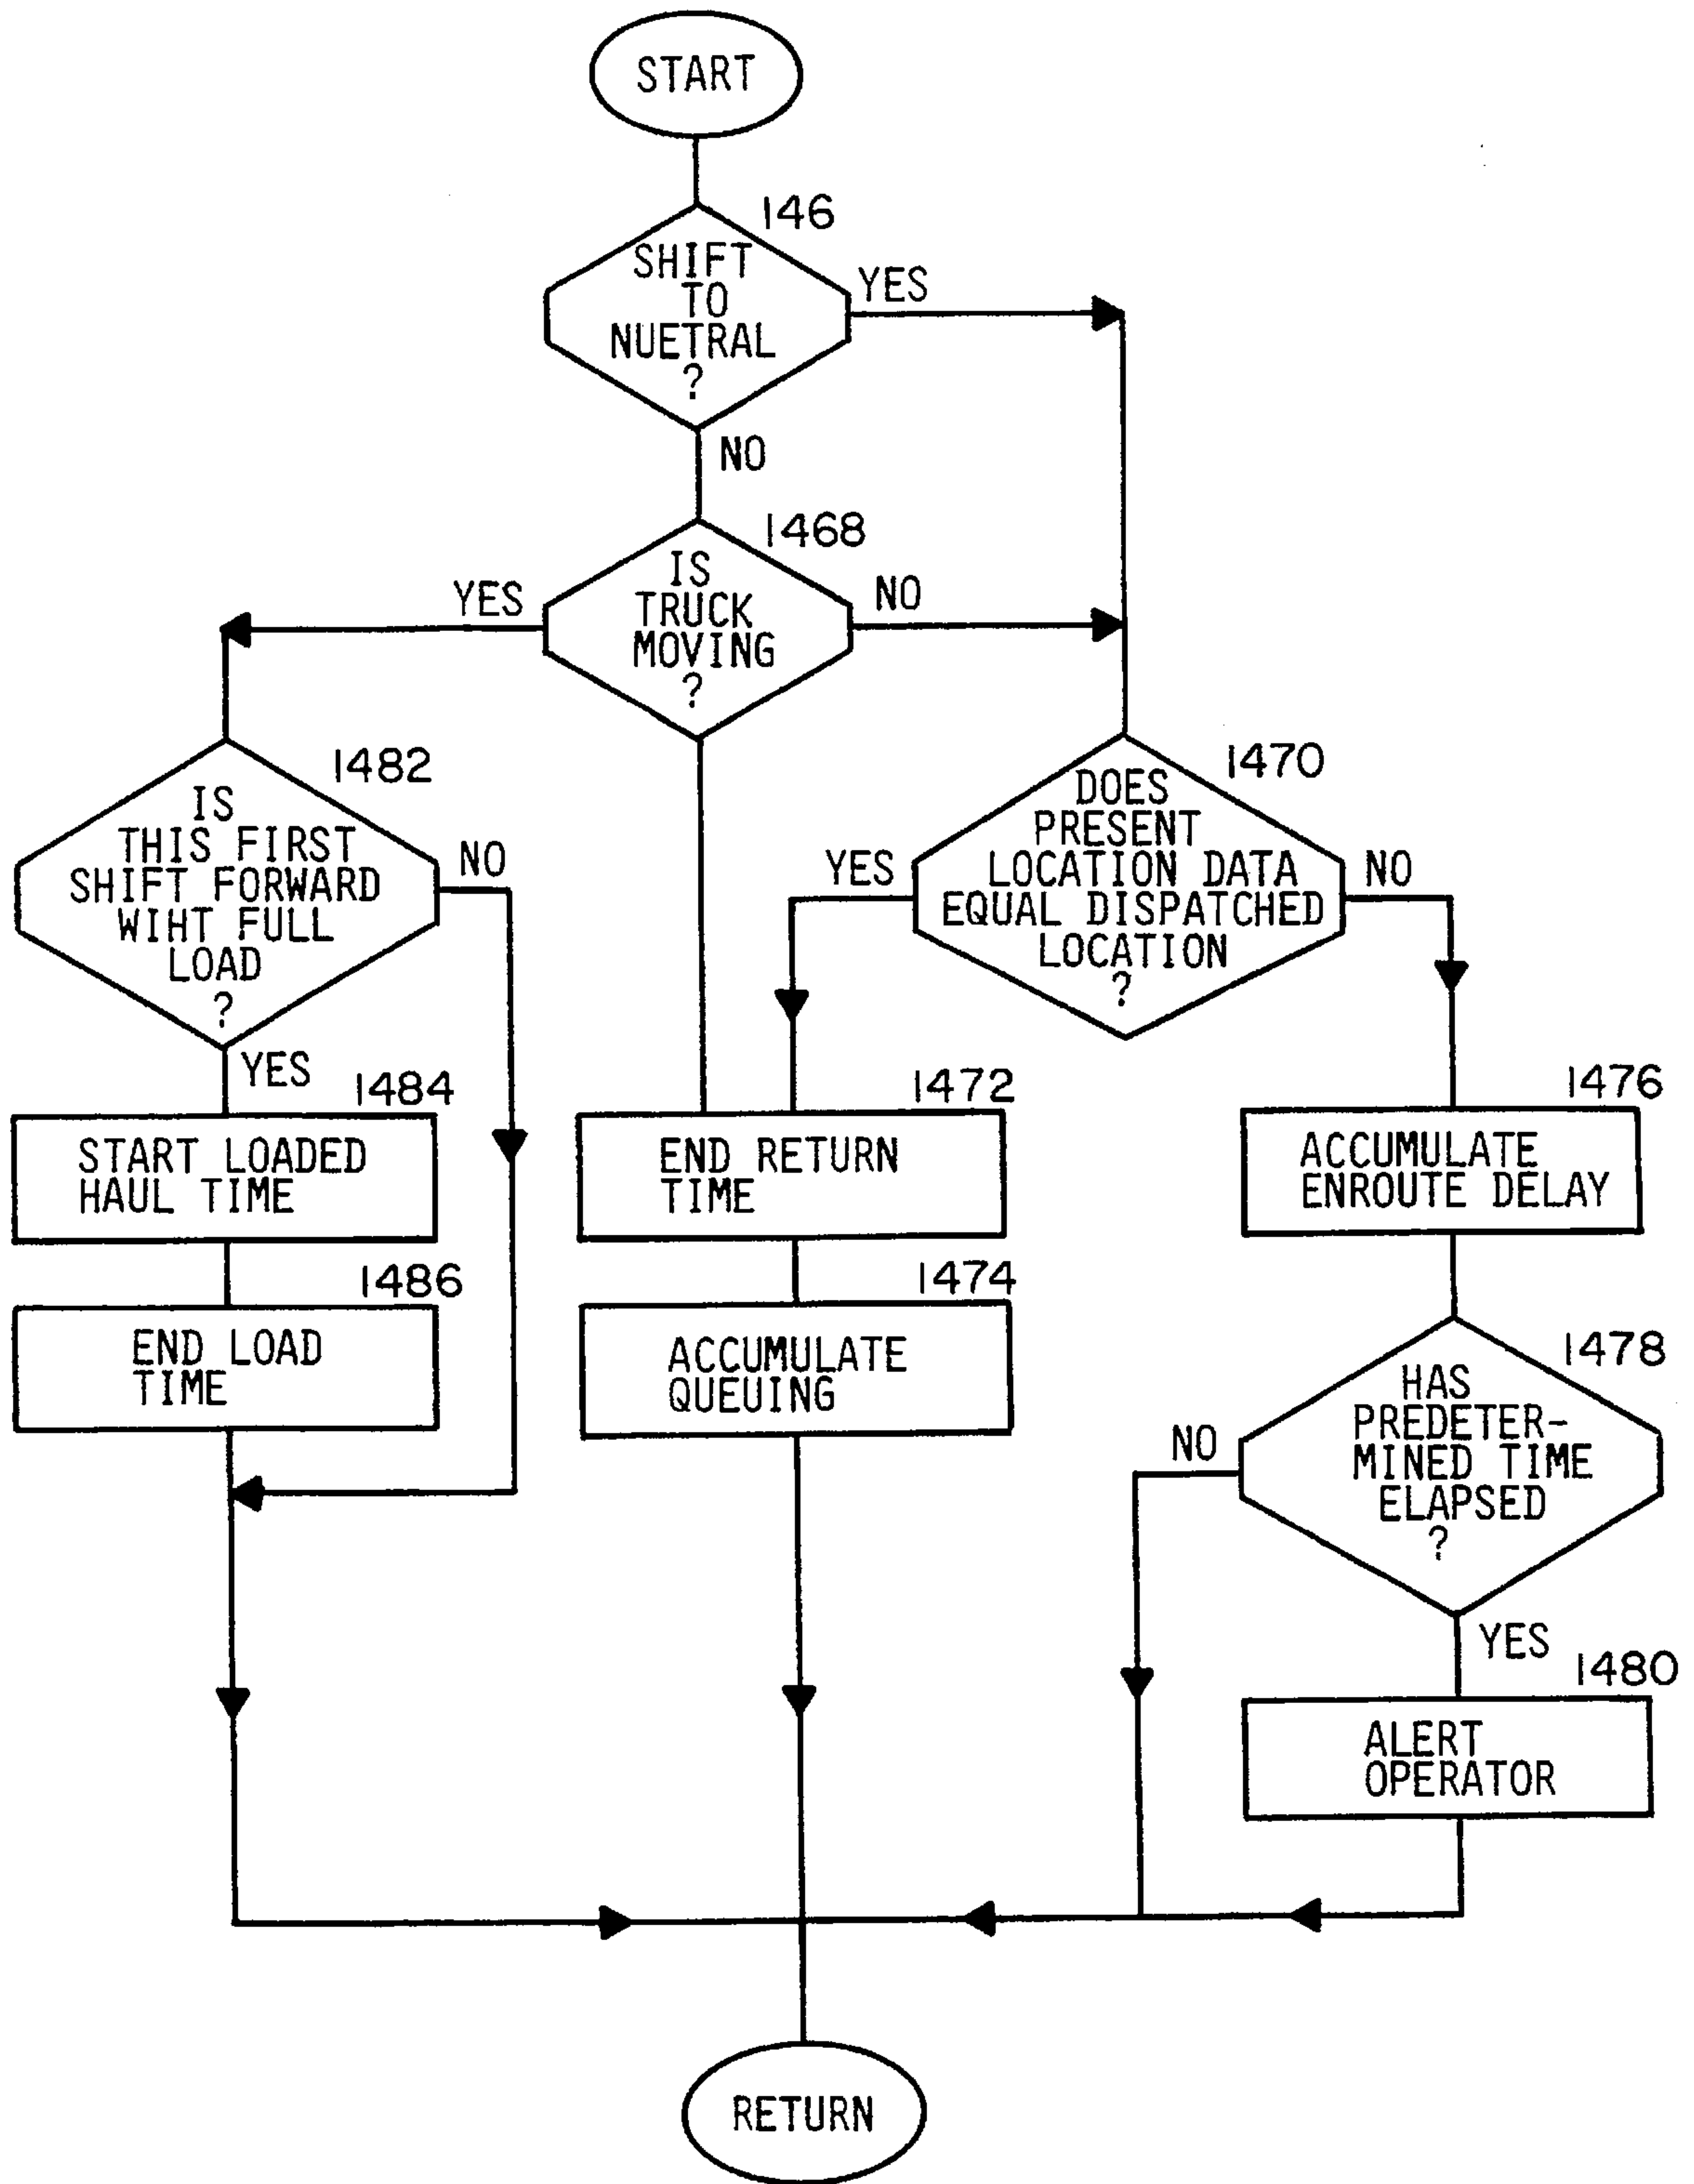 START
146
SHIFT
TO
NUETRAL
?
YES
NO
1468
IS
TRUCK
MOVING
?
YES
NO
1482
IS
THIS FIRST
SHIFT FORWARD
WIHT FULL
LOAD
?
NO
YES
1470
DOES
PRESENT
LOCATION DATA
EQUAL DISPATCHED
LOCATION
?
YES
NO
1484
START LOADED
HAUL TIME
1486
END LOAD
TIME
1472
END RETURN
TIME
1474
ACCUMULATE
QUEUING
1476
ACCUMULATE
ENROUTE DELAY
1478
HAS
PREDETER-
MINED TIME
ELAPSED
?
NO
YES
1480
ALERT
OPERATOR
RETURN